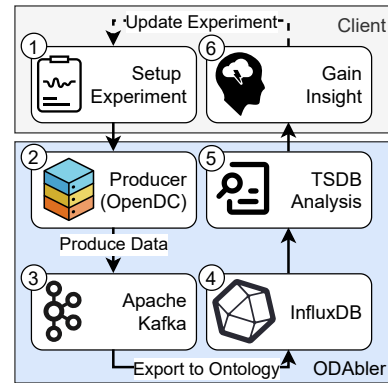 Update Experiment
Client
1
Setup
Experiment
6
Gain
Insight
2
Producer
(OpenDC)
5
TSDB
Analysis
Produce Data
3
Apache
Kafka
4
InfluxDB
Export to Ontology
ODAbler